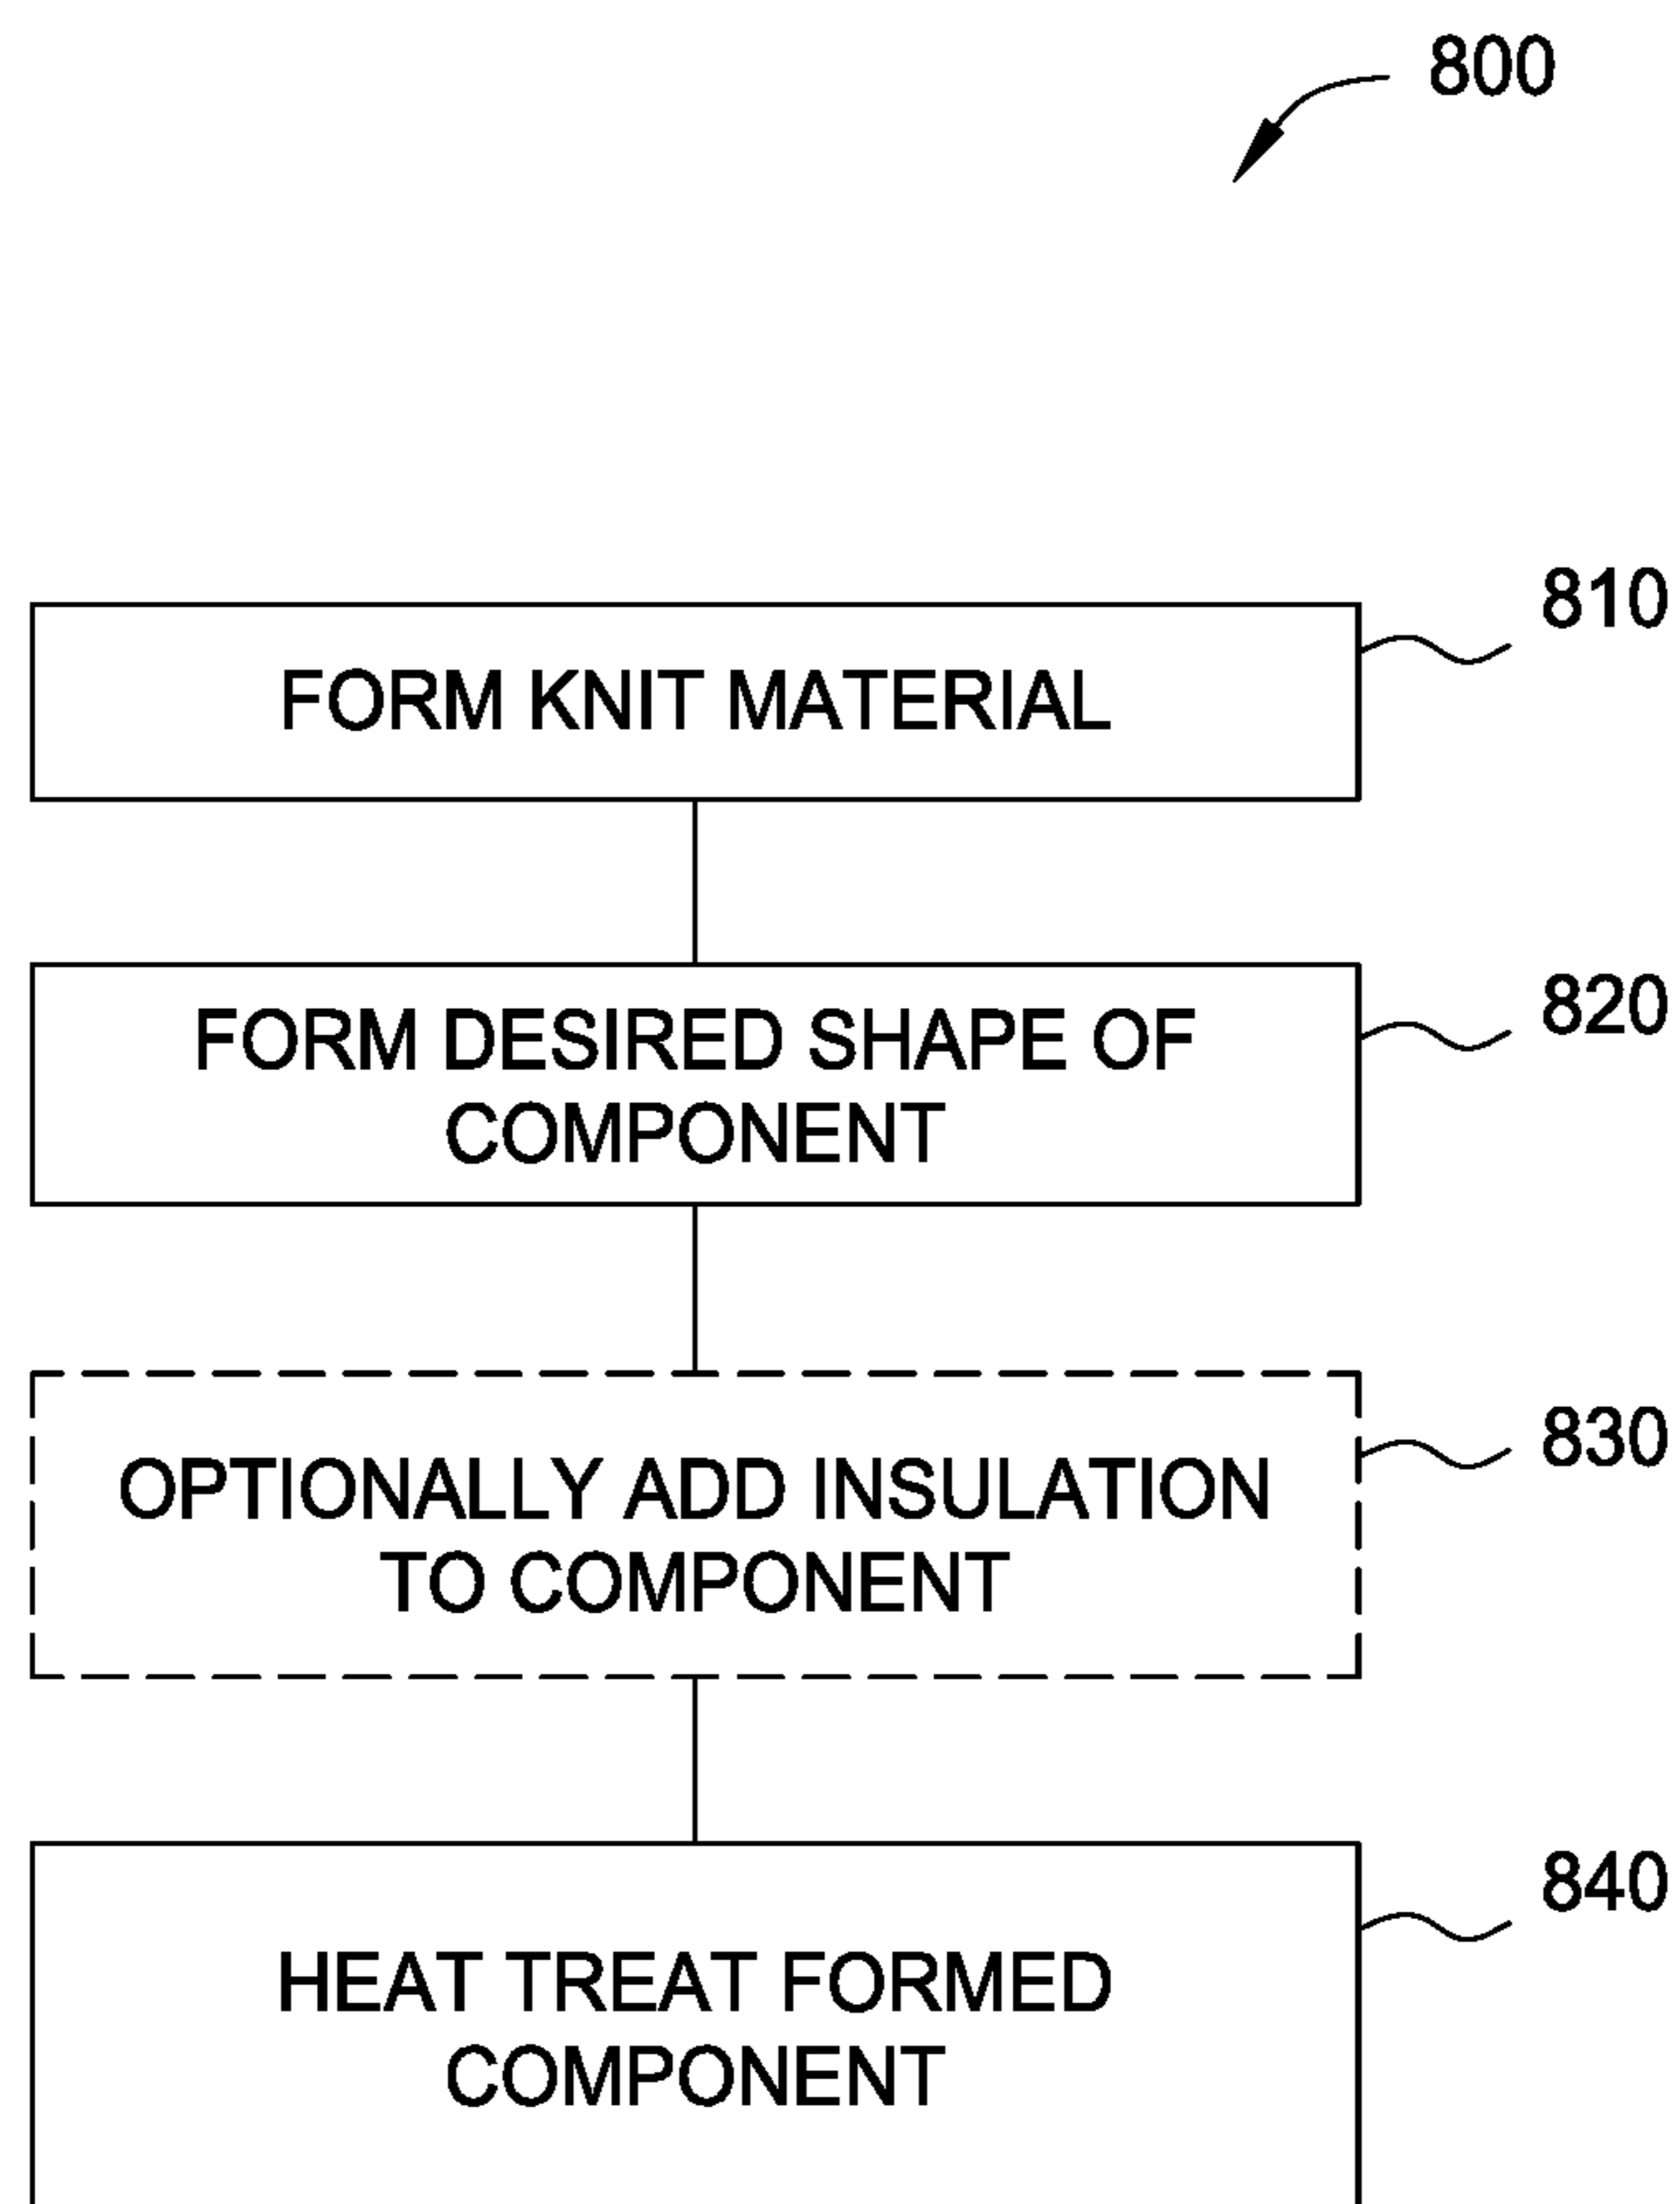 800
810
FORM KNIT MATERIAL
820
FORM DESIRED SHAPE OF
COMPONENT
830
OPTIONALLY ADD INSULATION
TO COMPONENT
840
HEAT TREAT FORMED
COMPONENT